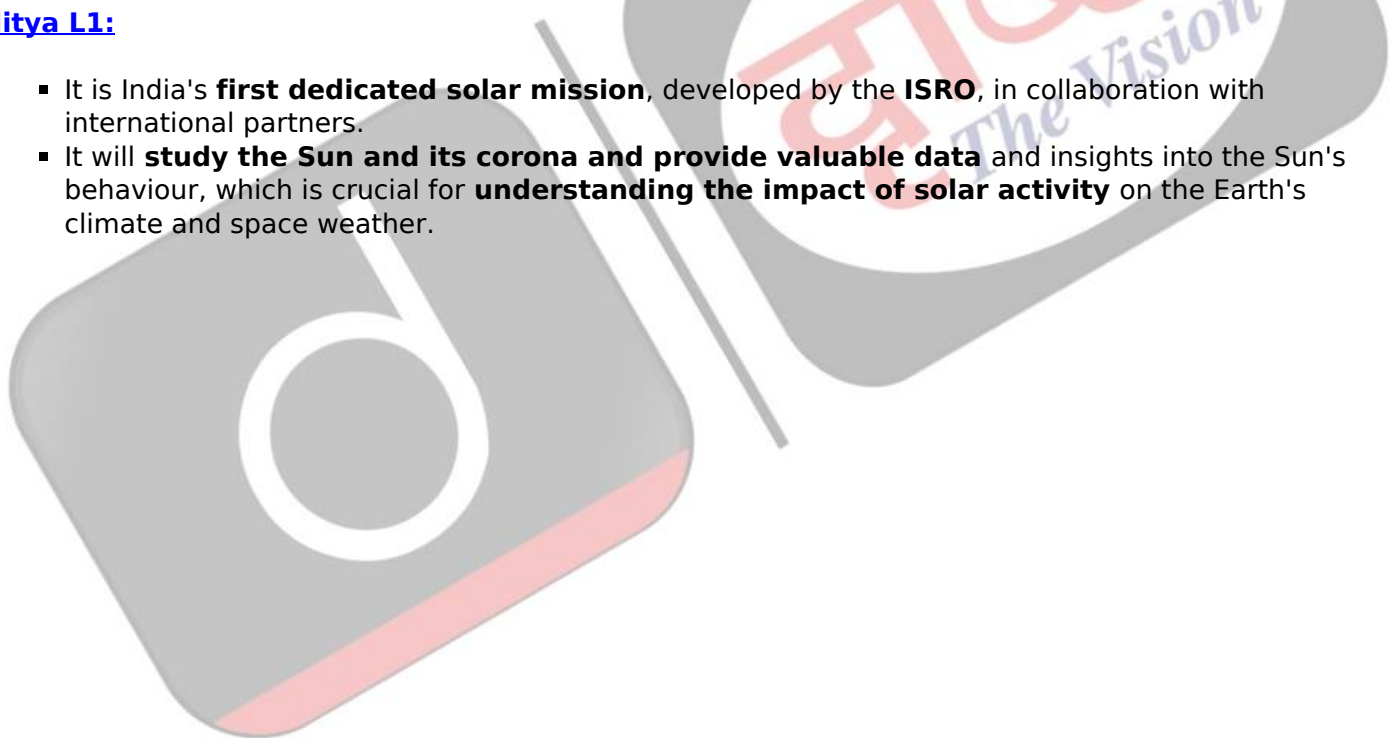 itya L1:
▪ It is India's first dedicated solar mission, developed by the ISRO, in collaboration with
international partners.
▪ It will study the Sun and its corona and provide valuable data and insights into the Sun's
behaviour, which is crucial for understanding the impact of solar activity on the Earth's
climate and space weather.
The Vision
d